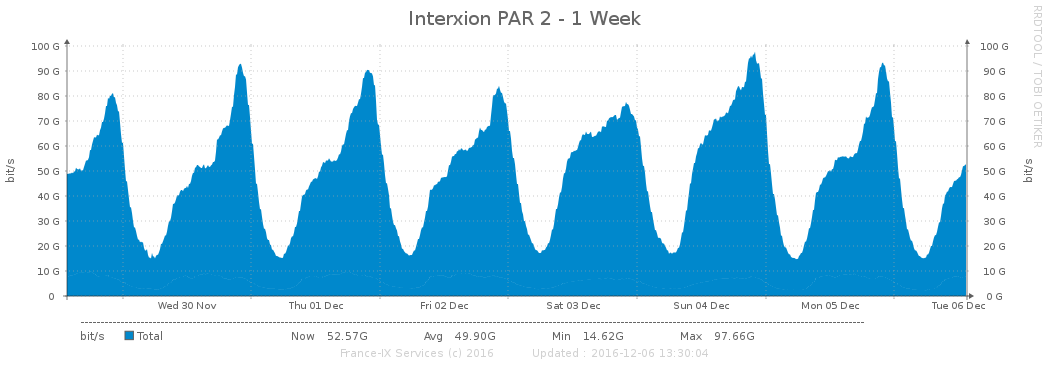 Interxion PAR 2 - 1 Week
RRDTOOL / TOBI OETIKER
100 G 100 G
90 G 90 G
80 G 80 G
70 G 70 G
60 G 60 G
50 G 50 G
40 G 40 G
30 G 30 G
20 G 20 G
10 G 10 G
0 0 G
bit/s bit/s
Wed 30 Nov Thu 01 Dec Fri 02 Dec Sat 03 Dec Sun 04 Dec Mon 05 Dec Tue 06 Dec
bit/s Total Now 52.57G Avg 49.90G Min 14.62G Max 97.66G
France-IX Services (c) 2016 Updated : 2016-12-06 13:30:04